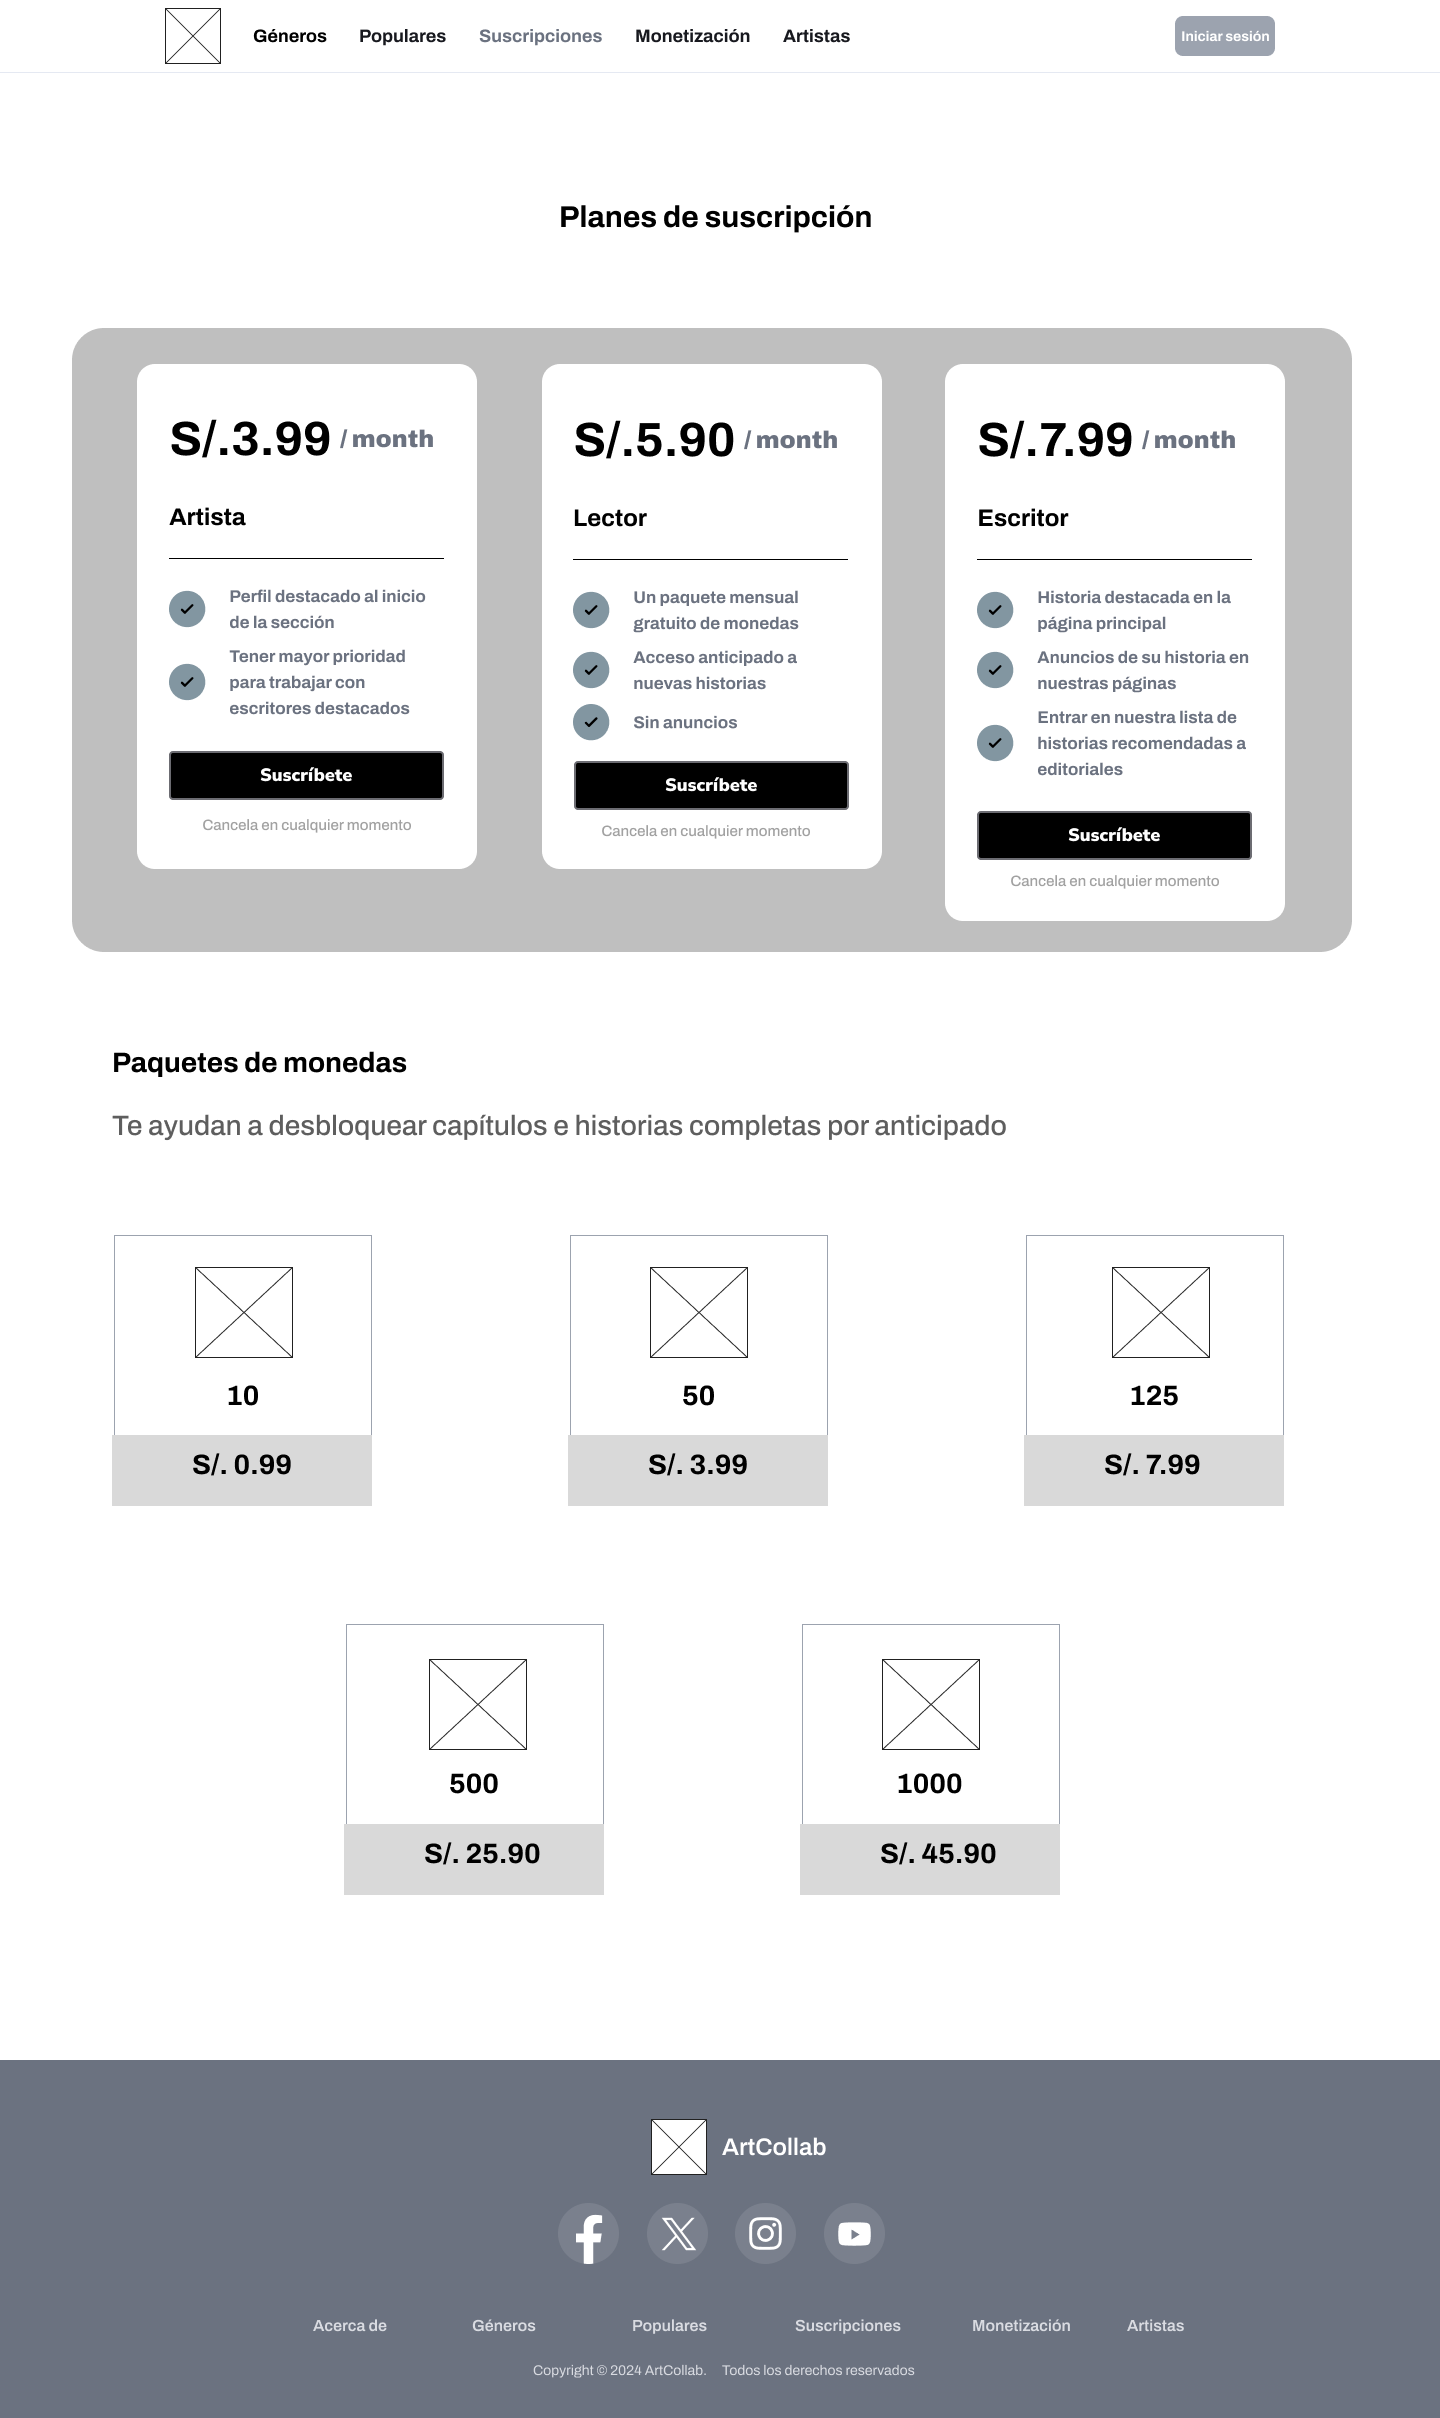 Géneros Populares Suscripciones Monetización Artistas Iniciar sesión
Planes de suscripción
S/.3.99 / month
Artista
Perfil destacado al inicio
de la sección
Tener mayor prioridad
para trabajar con
escritores destacados
Suscríbete
Cancela en cualquier momento
S/.5.90 / month
Lector
Un paquete mensual
gratuito de monedas
Acceso anticipado a
nuevas historias
Sin anuncios
Suscríbete
Cancela en cualquier momento
S/.7.99 / month
Escritor
Historia destacada en la
página principal
Anuncios de su historia en
nuestras páginas
Entrar en nuestra lista de
historias recomendadas a
editoriales
Suscríbete
Cancela en cualquier momento
Paquetes de monedas
Te ayudan a desbloquear capítulos e historias completas por anticipado
10
S/. 0.99
50
S/. 3.99
125
S/. 7.99
500
S/. 25.90
1000
S/. 45.90
ArtCollab
Acerca de Géneros Populares Suscripciones Monetización Artistas
Copyright © 2024 ArtCollab. Todos los derechos reservados